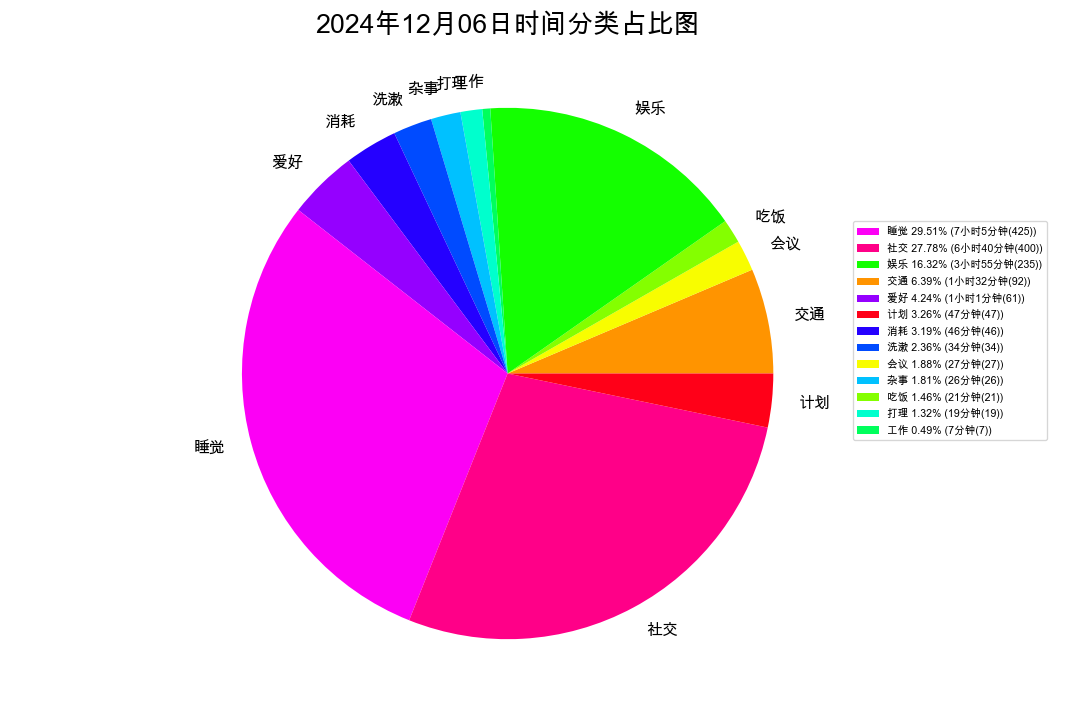 2024年12月06日时间分类占比图
工作
打理
杂事
洗漱
消耗
爱好
娱乐
吃饭
会议
交通
计划
睡觉
社交
睡觉 29.51% (7小时5分钟(425))
社交 27.78% (6小时40分钟(400))
娱乐 16.32% (3小时55分钟(235))
交通 6.39% (1小时32分钟(92))
爱好 4.24% (1小时1分钟(61))
计划 3.26% (47分钟(47))
消耗 3.19% (46分钟(46))
洗漱 2.36% (34分钟(34))
会议 1.88% (27分钟(27))
杂事 1.81% (26分钟(26))
吃饭 1.46% (21分钟(21))
打理 1.32% (19分钟(19))
工作 0.49% (7分钟(7))